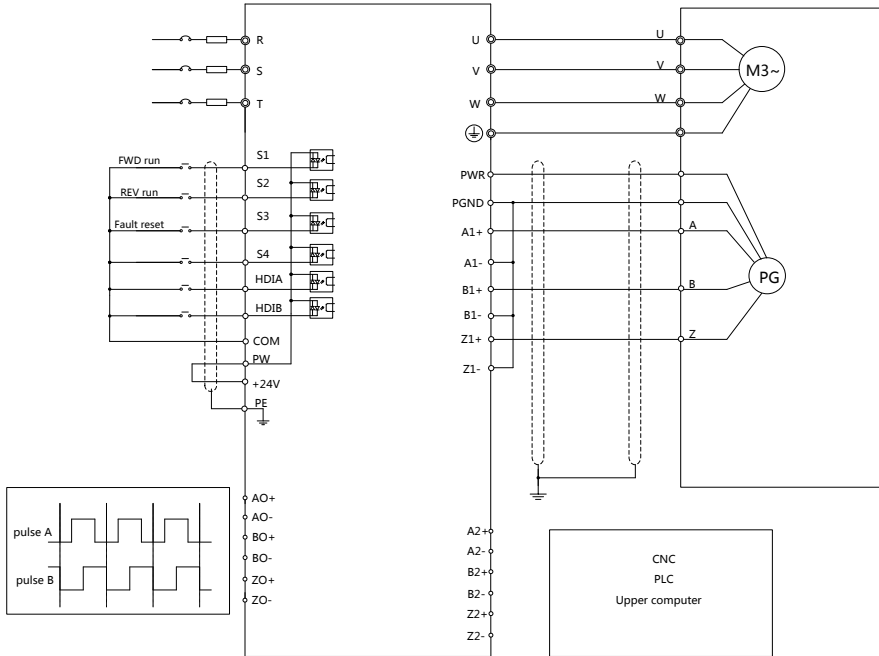 R
S
T
S1
FWD run
S2
REV run
S3
Fault reset
S4
HDIA
HDIB
COM
PW
+24V
PE
AO+
AO-
BO+
BO-
ZO+
ZO-
pulse A
pulse B
U
V
W
PWR
PGND
A1+
A1-
B1+
B1-
Z1+
Z1-
A2+
A2-
B2+
B2-
Z2+
Z2-
U
V
W
M3~
A
B
Z
PG
CNC
PLC
Upper computer